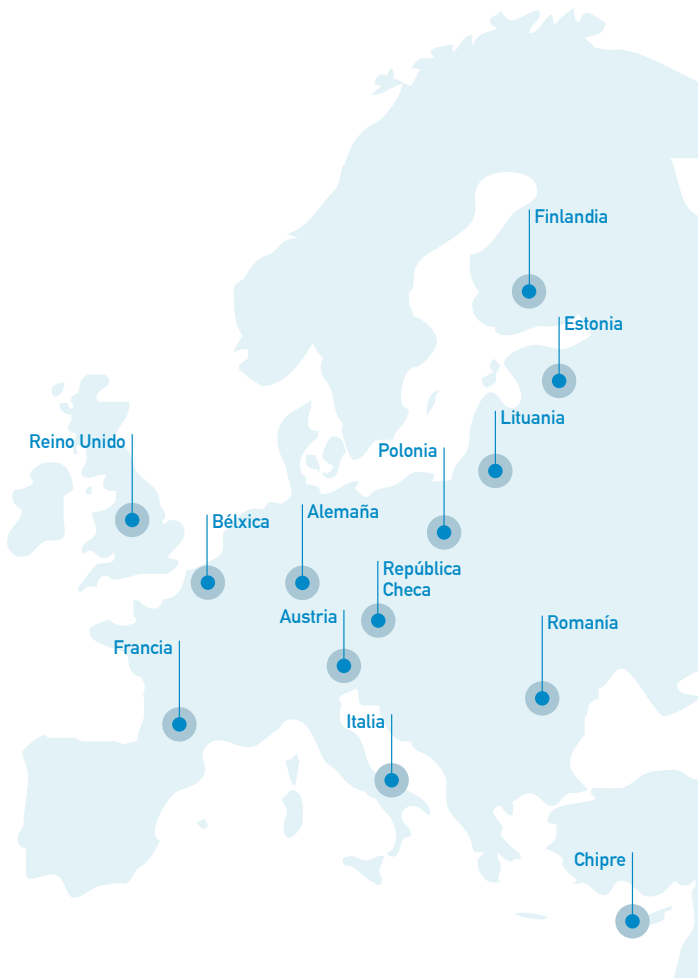 Finlandia
Estonia
Lituania
Reino Unido
Polonia
Alemaña
Bélxica
República
Checa
Austria
Romanía
Francia
Italia
Chipre